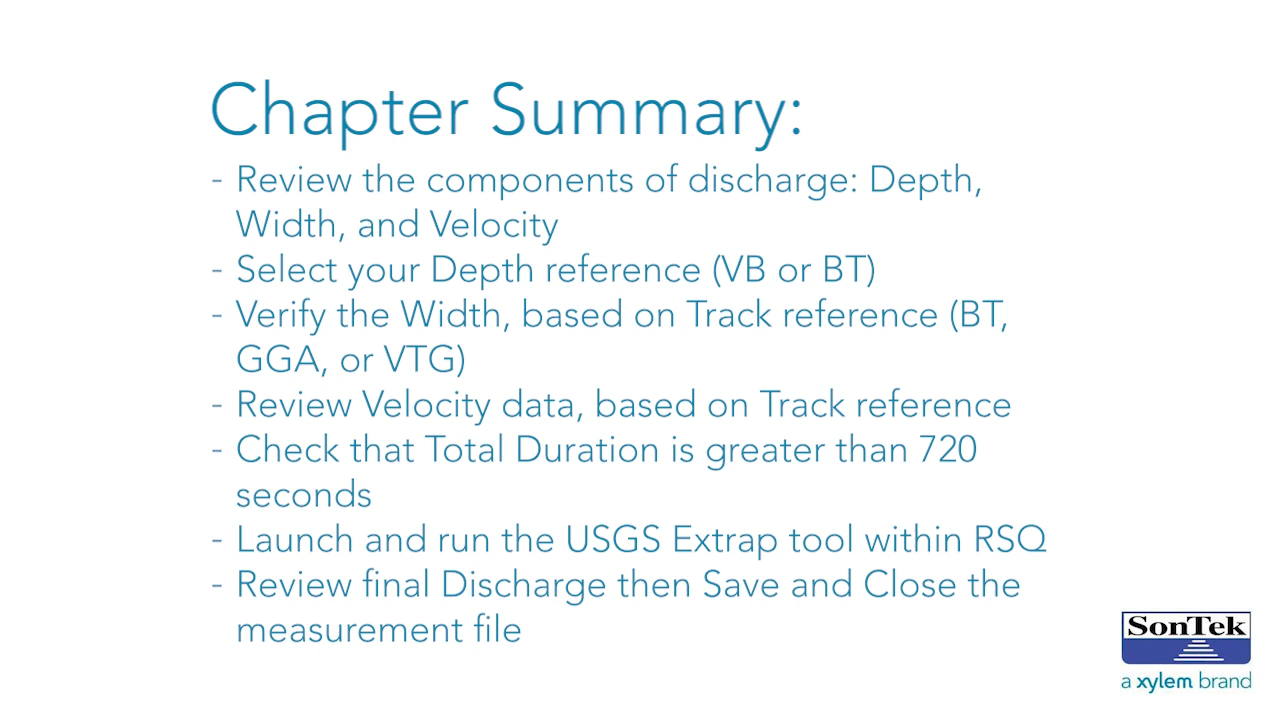 Chapter Summary:
- Review the components of discharge: Depth,
Width, and Velocity
- Select your Depth reference (VB or BT)
- Verify the Width, based on Track reference (BT,
GGA, or VTG)
- Review Velocity data, based on Track reference
- Check that Total Duration is greater than 720
seconds
- Launch and run the USGS Extrap tool within RSQ
- Review final Discharge then Save and Close the
measurement file
SonTek
a xylem brand